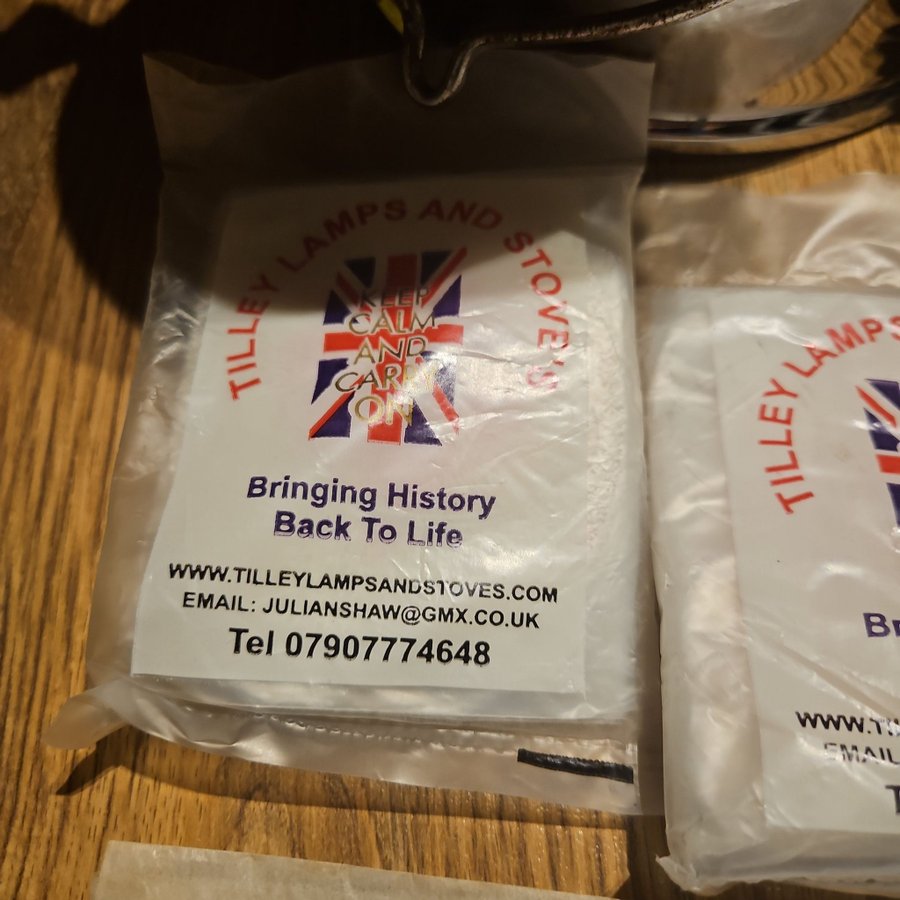 TILLEY LAMPS AND STOVE'S
KEEP
CALM
AND
CARRY
ON
Bringing History
Back To Life
WWW.TILLEYLAMPSANDSTOVES.COM
EMAIL: JULIANSHAW@GMX.CO.UK
Tel 07907774648
TILLEY LAMPS